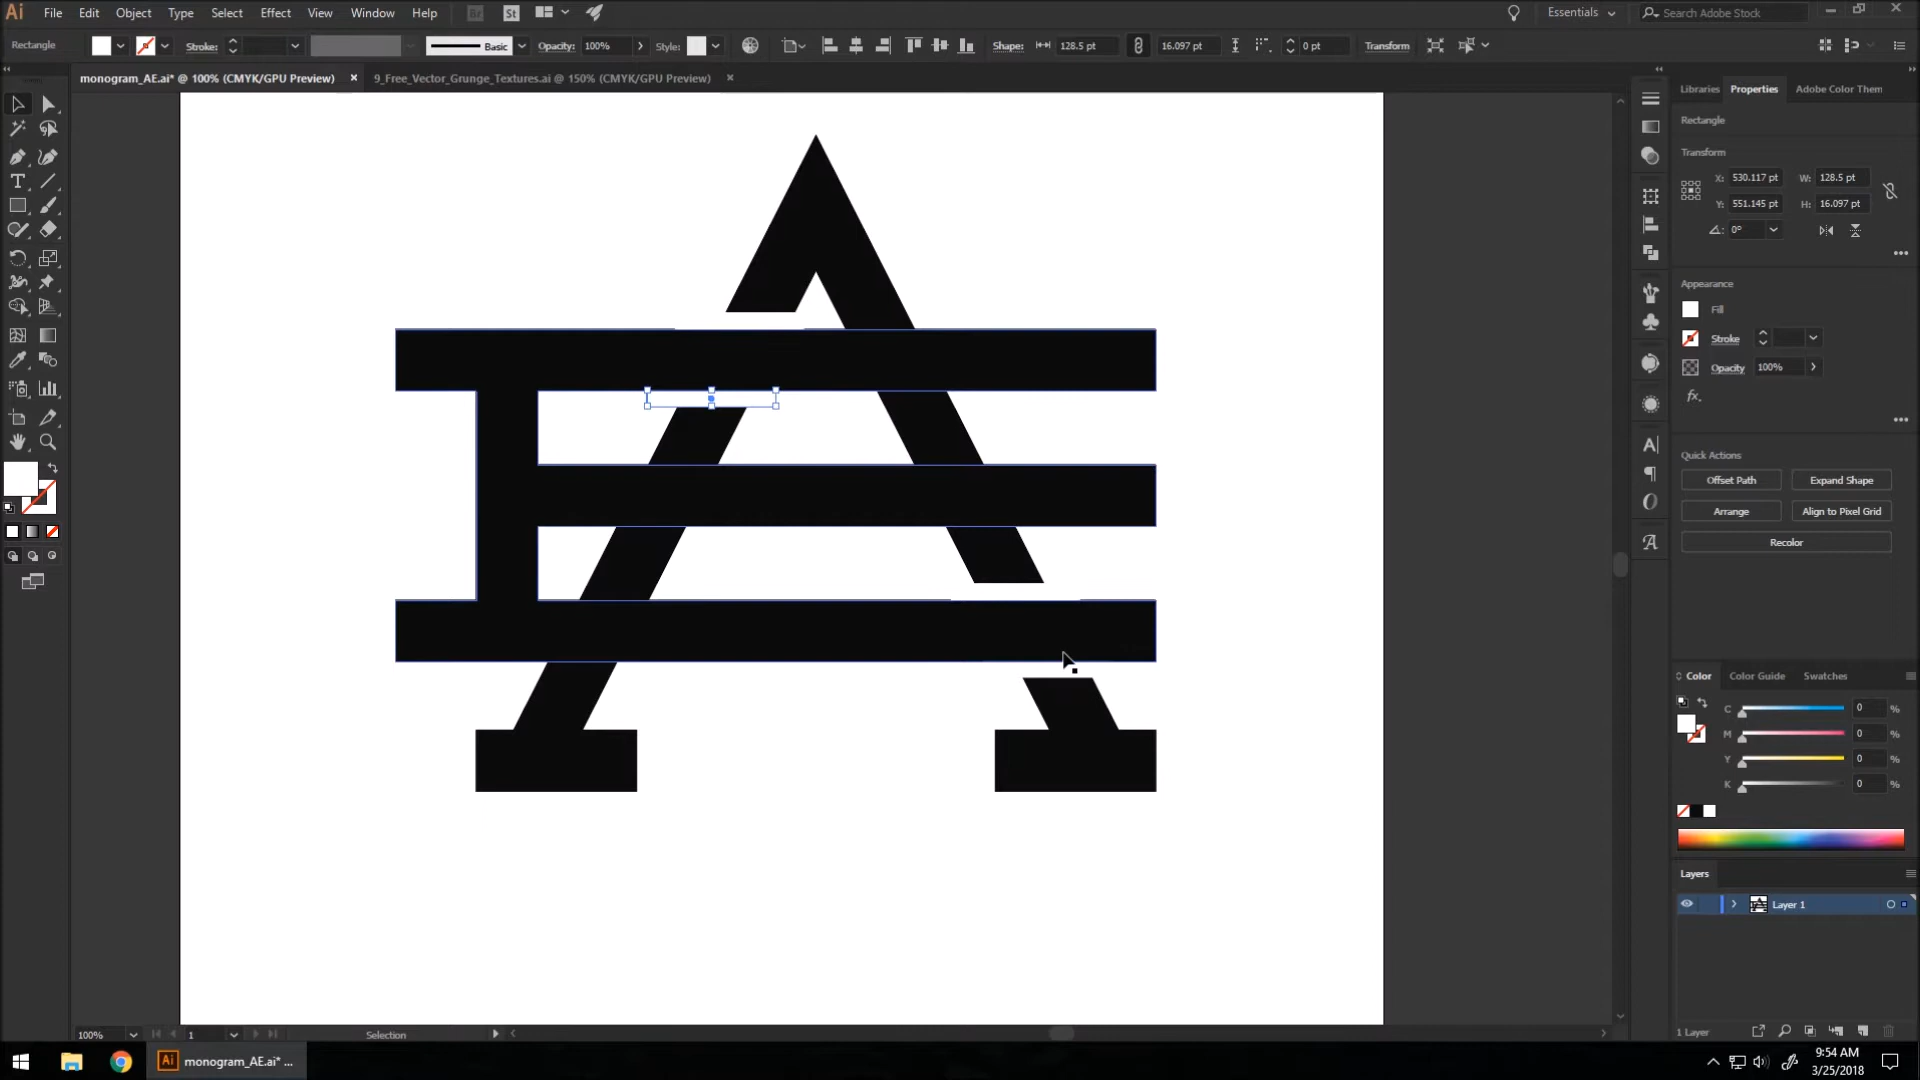 Ai File Edit Object Type Select Effect View Window Help Br St Essentials Search Adobe Stock
Rectangle Stroke: Basic Opacity: 100% Style: Shape: 128.5 pt 16.097 pt 0 pt Transform
monogram_AE.ai* @ 100% (CMYK/GPU Preview) × 9_Free_Vector_Grunge_Textures.ai @ 150% (CMYK/GPU Preview) ×
Libraries Properties Adobe Color Them
Rectangle
Transform
X: 530.117 pt W: 128.5 pt
Y: 551.145 pt H: 16.097 pt
0°
Appearance
Fill
Stroke
Opacity 100%
fx.
Quick Actions
Offset Path Expand Shape
Arrange Align to Pixel Grid
Recolor
Color Color Guide Swatches
C 0 %
M 0 %
Y 0 %
K 0 %
Layers
Layer 1
1 Layer
100% 1 Selection
Ai monogram_AE.ai* ...
9:54 AM
3/25/2018